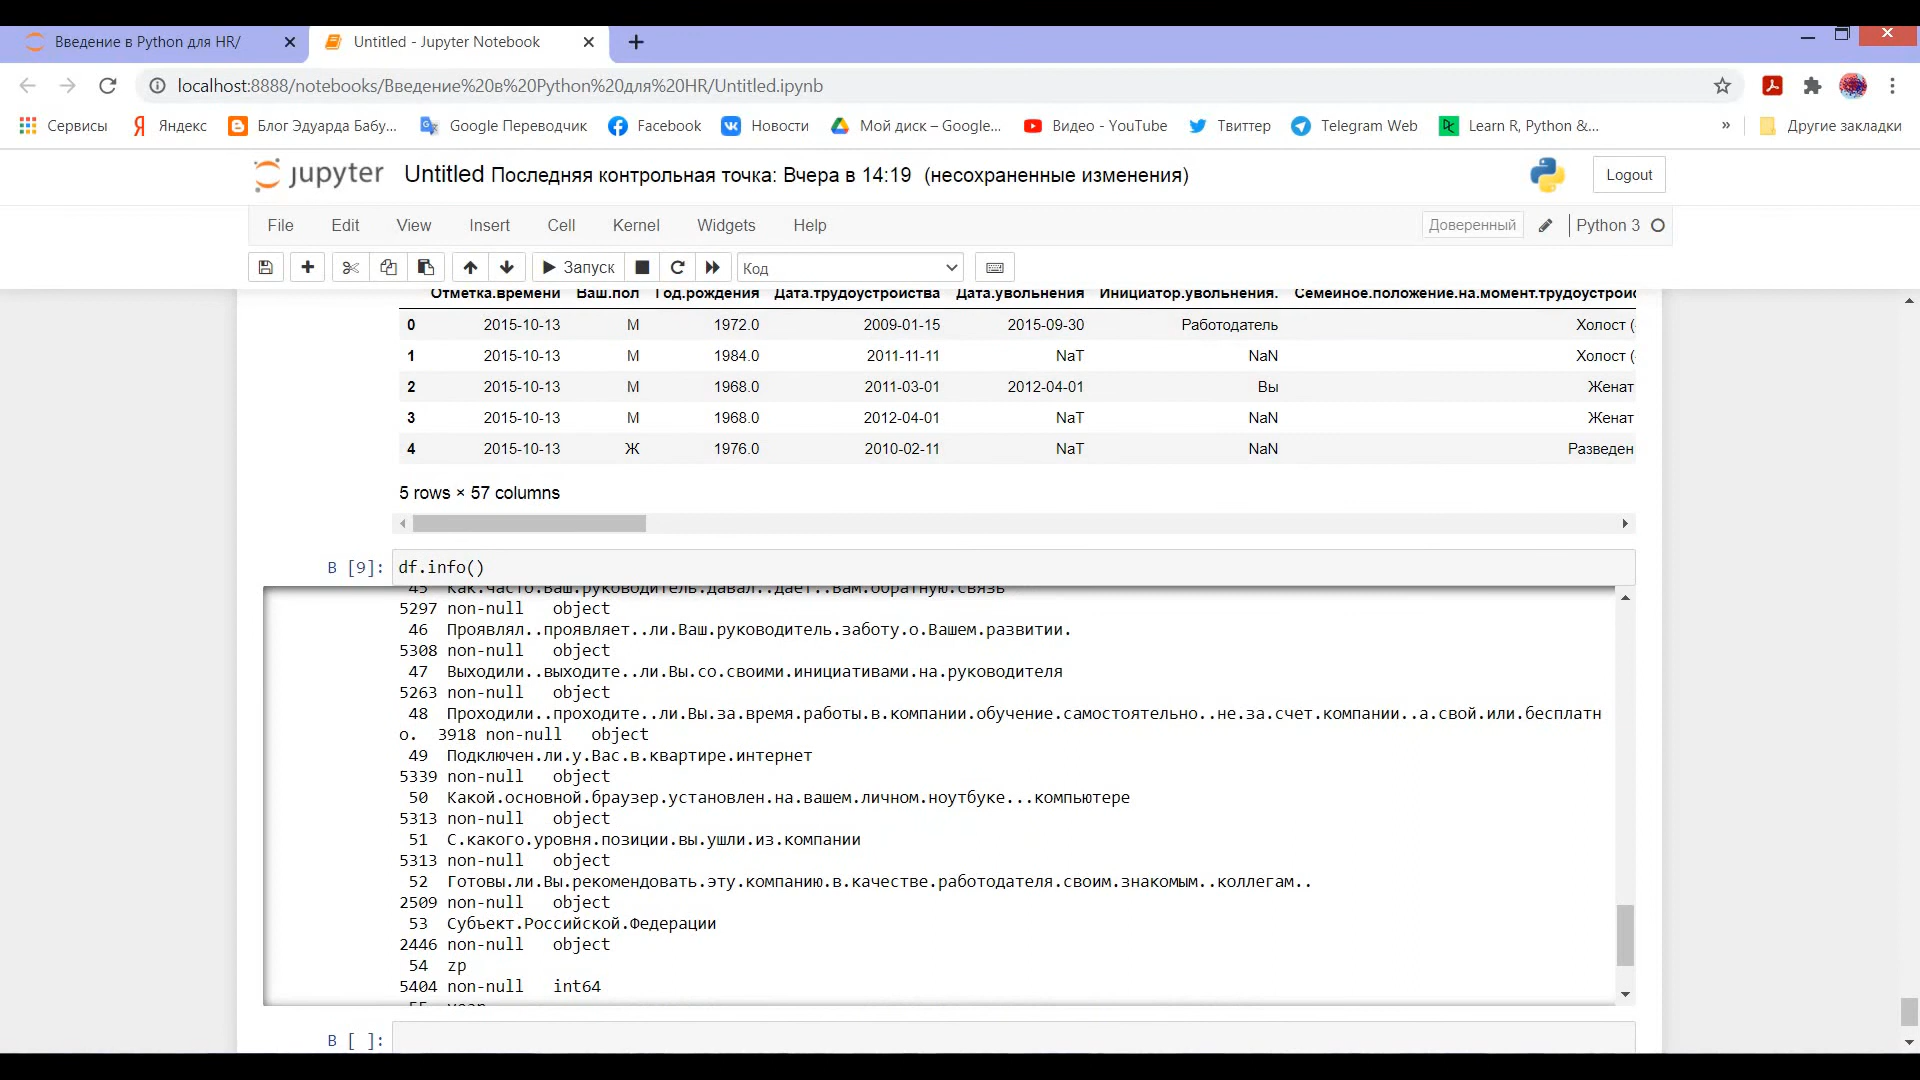 Введение в Python для HR/
Untitled - Jupyter Notebook
localhost:8888/notebooks/Введение%20в%20Python%20для%20HR/Untitled.ipynb
Сервисы Яндекс Блог Эдуарда Бабу... Google Переводчик Facebook Новости Мой диск – Google... Видео - YouTube Твиттер Telegram Web Learn R, Python &... » Другие закладки
jupyter Untitled Последняя контрольная точка: Вчера в 14:19 (несохраненные изменения) Logout
File Edit View Insert Cell Kernel Widgets Help Доверенный Python 3
Запуск Код
Отметка.времени Ваш.пол Год.рождения Дата.трудоустройства Дата.увольнения Инициатор.увольнения. Семейное.положение.на.момент.трудоустройс
0 2015-10-13 М 1972.0 2009-01-15 2015-09-30 Работодатель Холост (
1 2015-10-13 М 1984.0 2011-11-11 NaT NaN Холост (
2 2015-10-13 М 1968.0 2011-03-01 2012-04-01 Вы Женат
3 2015-10-13 М 1968.0 2012-04-01 NaT NaN Женат
4 2015-10-13 Ж 1976.0 2010-02-11 NaT NaN Разведен
5 rows × 57 columns
В [9]: df.info()
45 Как.часто.Ваш.руководитель.давал..дает..Вам.обратную.связь
5297 non-null object
46 Проявлял..проявляет..ли.Ваш.руководитель.заботу.о.Вашем.развитии.
5308 non-null object
47 Выходили..выходите..ли.Вы.со.своими.инициативами.на.руководителя
5263 non-null object
48 Проходили..проходите..ли.Вы.за.время.работы.в.компании.обучение.самостоятельно..не.за.счет.компании..а.свой.или.бесплатн
о. 3918 non-null object
49 Подключен.ли.у.Вас.в.квартире.интернет
5339 non-null object
50 Какой.основной.браузер.установлен.на.вашем.личном.ноутбуке...компьютере
5313 non-null object
51 С.какого.уровня.позиции.вы.ушли.из.компании
5313 non-null object
52 Готовы.ли.Вы.рекомендовать.эту.компанию.в.качестве.работодателя.своим.знакомым..коллегам..
2509 non-null object
53 Субъект.Российской.Федерации
2446 non-null object
54 zp
5404 non-null int64
55 year
В [ ]: